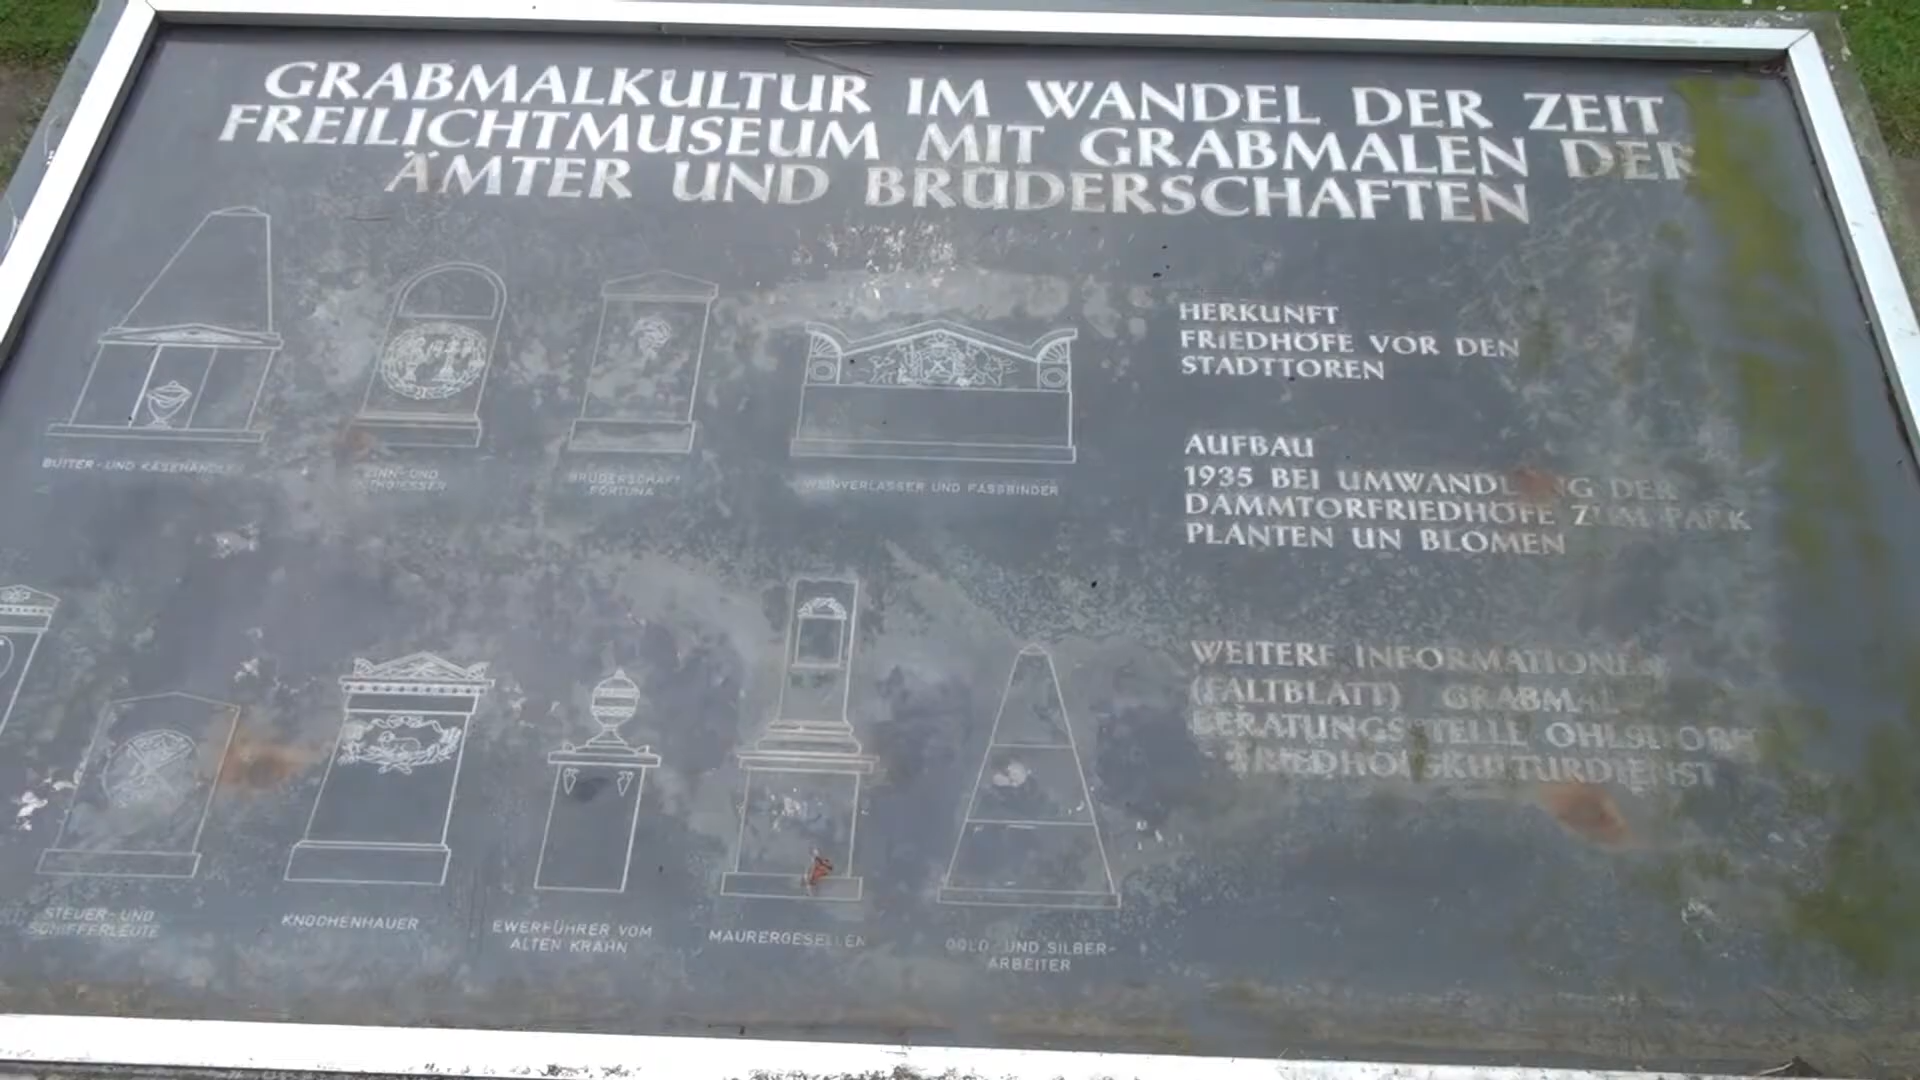 GRABMALKULTUR IM WANDEL DER ZEIT
FREILICHTMUSEUM MIT GRABMALEN DER
ÄMTER UND BRÜDERSCHAFTEN
HERKUNFT
FRIEDHÖFE VOR DEN
STADTTOREN
AUFBAU
1935 BEI UMWANDLUNG DER
DAMMTORFRIEDHÖFE ZUM PARK
PLANTEN UN BLOMEN
WEITERE INFORMATIONEN
(FALTBLATT) GRABMAL
BERATUNGSSTELLE OHLSDORF
FRIEDHOFSKULTURDIENST
BUTTER- UND KÄSEHÄNDLER
ZINN- UND
BRÜDERSCHAFT
FORTUNA
WEINVERLASSER UND FASSBINDER
STEUER- UND
SCHIFFERLEUTE
KNOCHENHAUER
EWERFÜHRER VOM
ALTEN KRAHN
MAURERGESELLEN
GOLD- UND SILBER-
ARBEITER